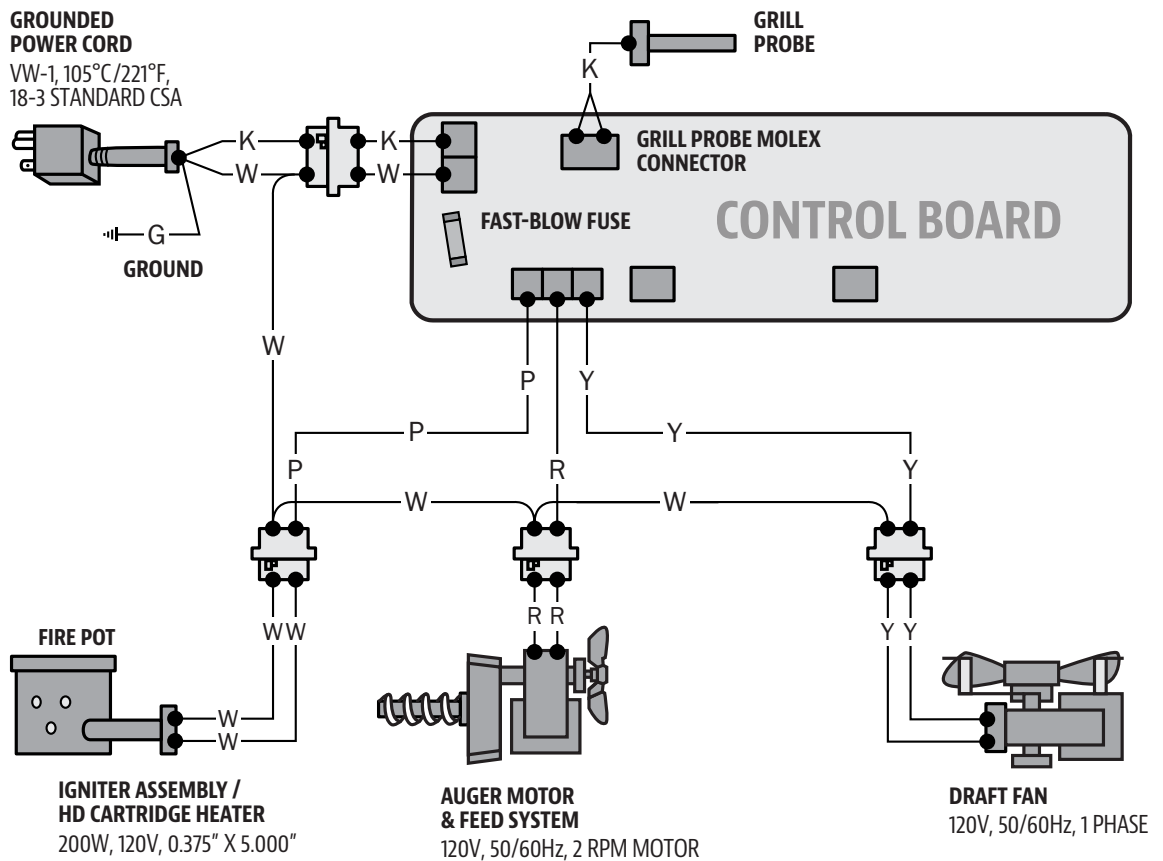 GROUNDED
POWER CORD
VW-1, 105°C/221°F,
18-3 STANDARD CSA
GRILL
PROBE
K
K
K
W
W
GRILL PROBE MOLEX
CONNECTOR
FAST-BLOW FUSE
CONTROL BOARD
G
GROUND
W
P
Y
P
Y
P
R
Y
W
W
R R
W W
Y Y
FIRE POT
W
W
IGNITER ASSEMBLY /
HD CARTRIDGE HEATER
200W, 120V, 0.375" X 5.000"
AUGER MOTOR
& FEED SYSTEM
120V, 50/60Hz, 2 RPM MOTOR
DRAFT FAN
120V, 50/60Hz, 1 PHASE